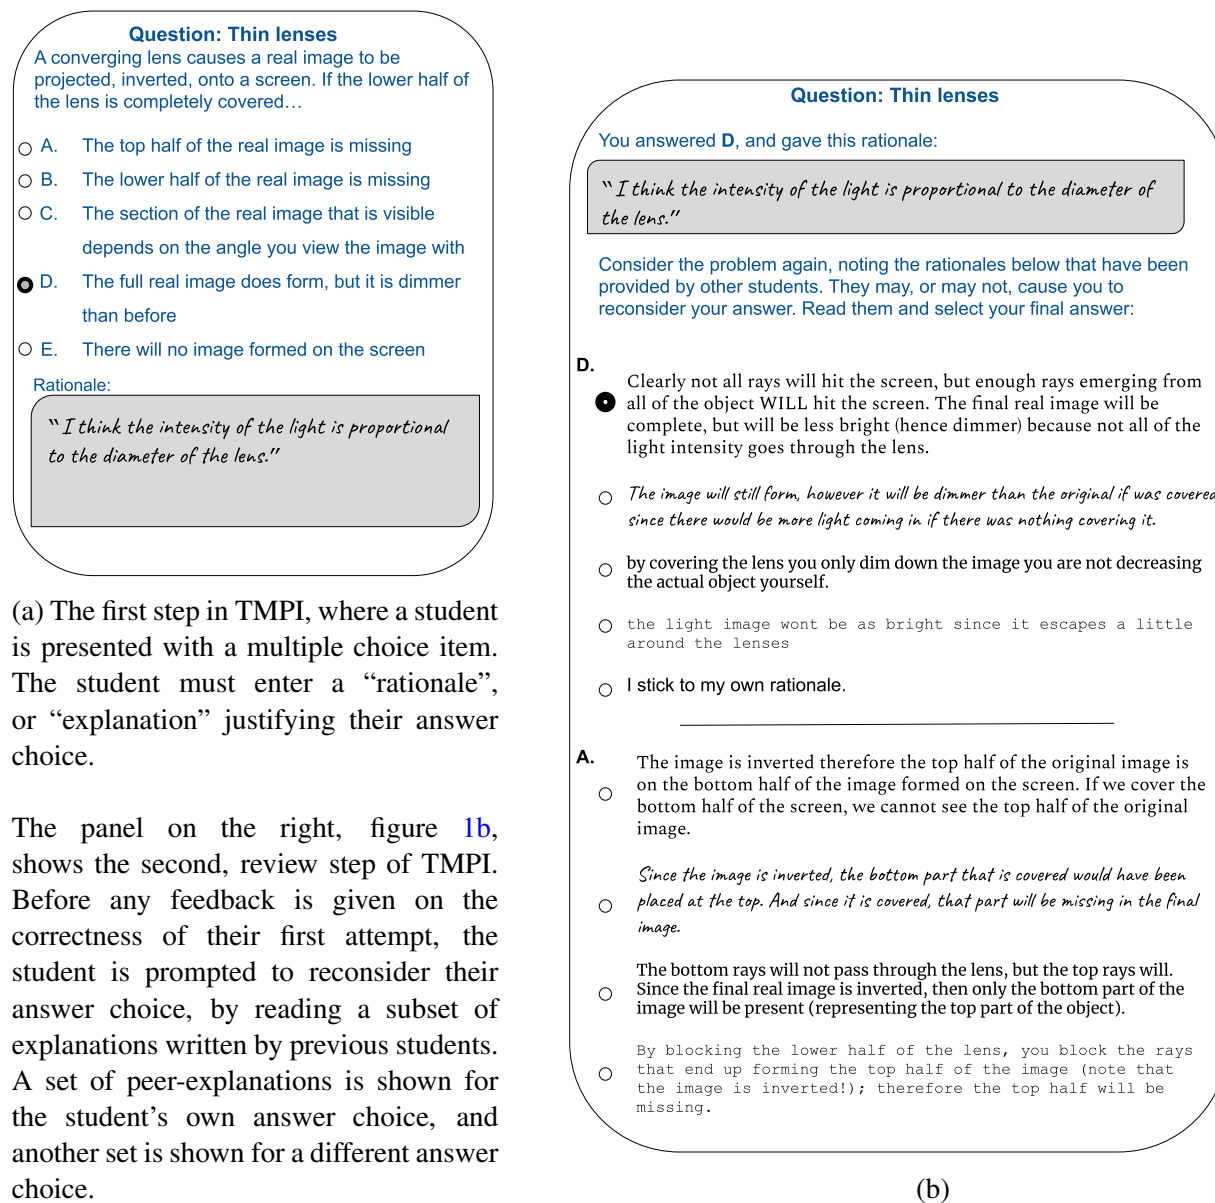 Question: Thin lenses
A converging lens causes a real image to be
projected, inverted, onto a screen. If the lower half of
the lens is completely covered…
A. The top half of the real image is missing
B. The lower half of the real image is missing
C. The section of the real image that is visible
depends on the angle you view the image with
D. The full real image does form, but it is dimmer
than before
E. There will no image formed on the screen
Rationale:
“I think the intensity of the light is proportional
to the diameter of the lens.”
(a) The first step in TMPI, where a student
is presented with a multiple choice item.
The student must enter a “rationale”,
or “explanation” justifying their answer
choice.
The panel on the right, figure 1b,
shows the second, review step of TMPI.
Before any feedback is given on the
correctness of their first attempt, the
student is prompted to reconsider their
answer choice, by reading a subset of
explanations written by previous students.
A set of peer-explanations is shown for
the student’s own answer choice, and
another set is shown for a different answer
choice.
Question: Thin lenses
You answered D, and gave this rationale:
“I think the intensity of the light is proportional to the diameter of
the lens.”
Consider the problem again, noting the rationales below that have been
provided by other students. They may, or may not, cause you to
reconsider your answer. Read them and select your final answer:
D.
Clearly not all rays will hit the screen, but enough rays emerging from
all of the object WILL hit the screen. The final real image will be
complete, but will be less bright (hence dimmer) because not all of the
light intensity goes through the lens.
The image will still form, however it will be dimmer than the original if was covered
since there would be more light coming in if there was nothing covering it.
by covering the lens you only dim down the image you are not decreasing
the actual object yourself.
the light image wont be as bright since it escapes a little
around the lenses
I stick to my own rationale.
A.
The image is inverted therefore the top half of the original image is
on the bottom half of the image formed on the screen. If we cover the
bottom half of the screen, we cannot see the top half of the original
image.
Since the image is inverted, the bottom part that is covered would have been
placed at the top. And since it is covered, that part will be missing in the final
image.
The bottom rays will not pass through the lens, but the top rays will.
Since the final real image is inverted, then only the bottom part of the
image will be present (representing the top part of the object).
By blocking the lower half of the lens, you block the rays
that end up forming the top half of the image (note that
the image is inverted!); therefore the top half will be
missing.
(b)